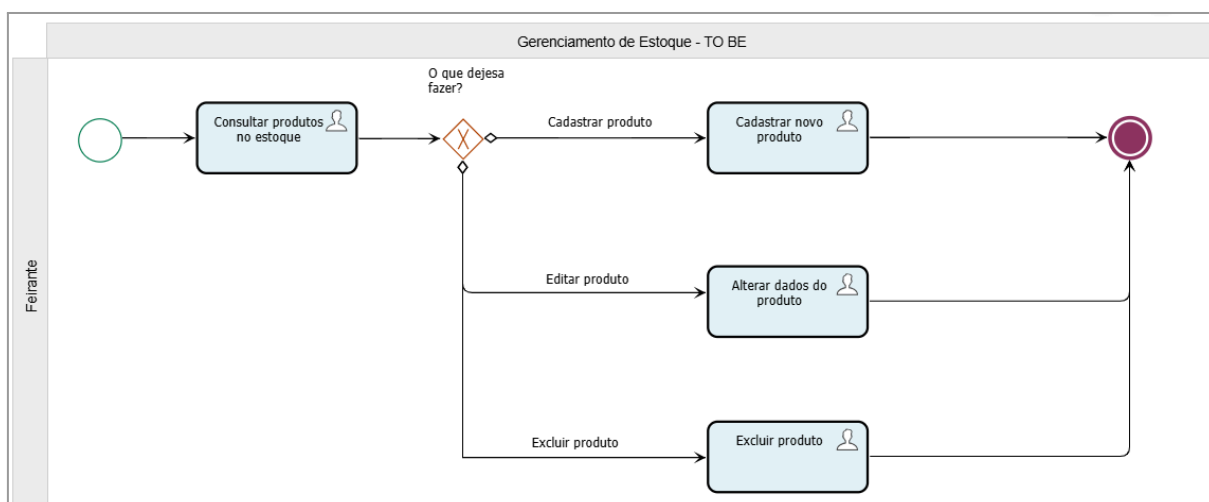 Gerenciamento de Estoque - TO BE
Feirante
O que dejesa
fazer?
Consultar produtos
no estoque
Cadastrar produto
Cadastrar novo
produto
Editar produto
Alterar dados do
produto
Excluir produto
Excluir produto